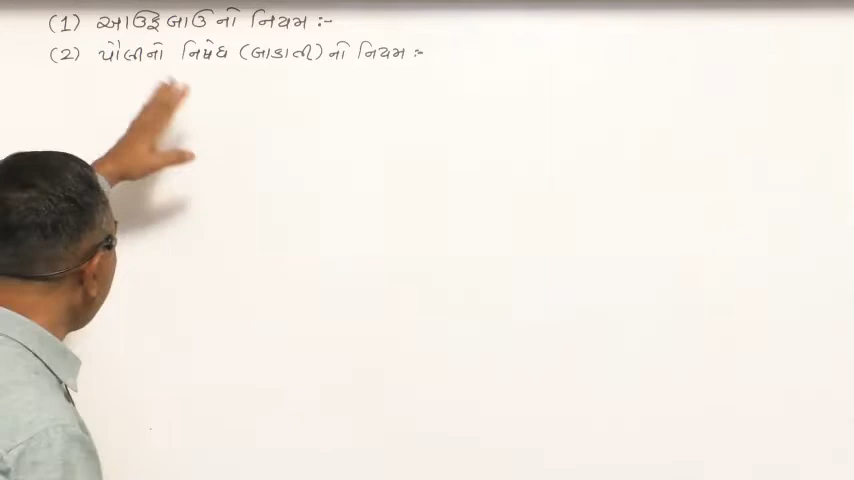 (1) આઉફબાઉનો નિયમ :-
(2) પૌલીનો નિષેધ (બાકાતી)નો નિયમ :-